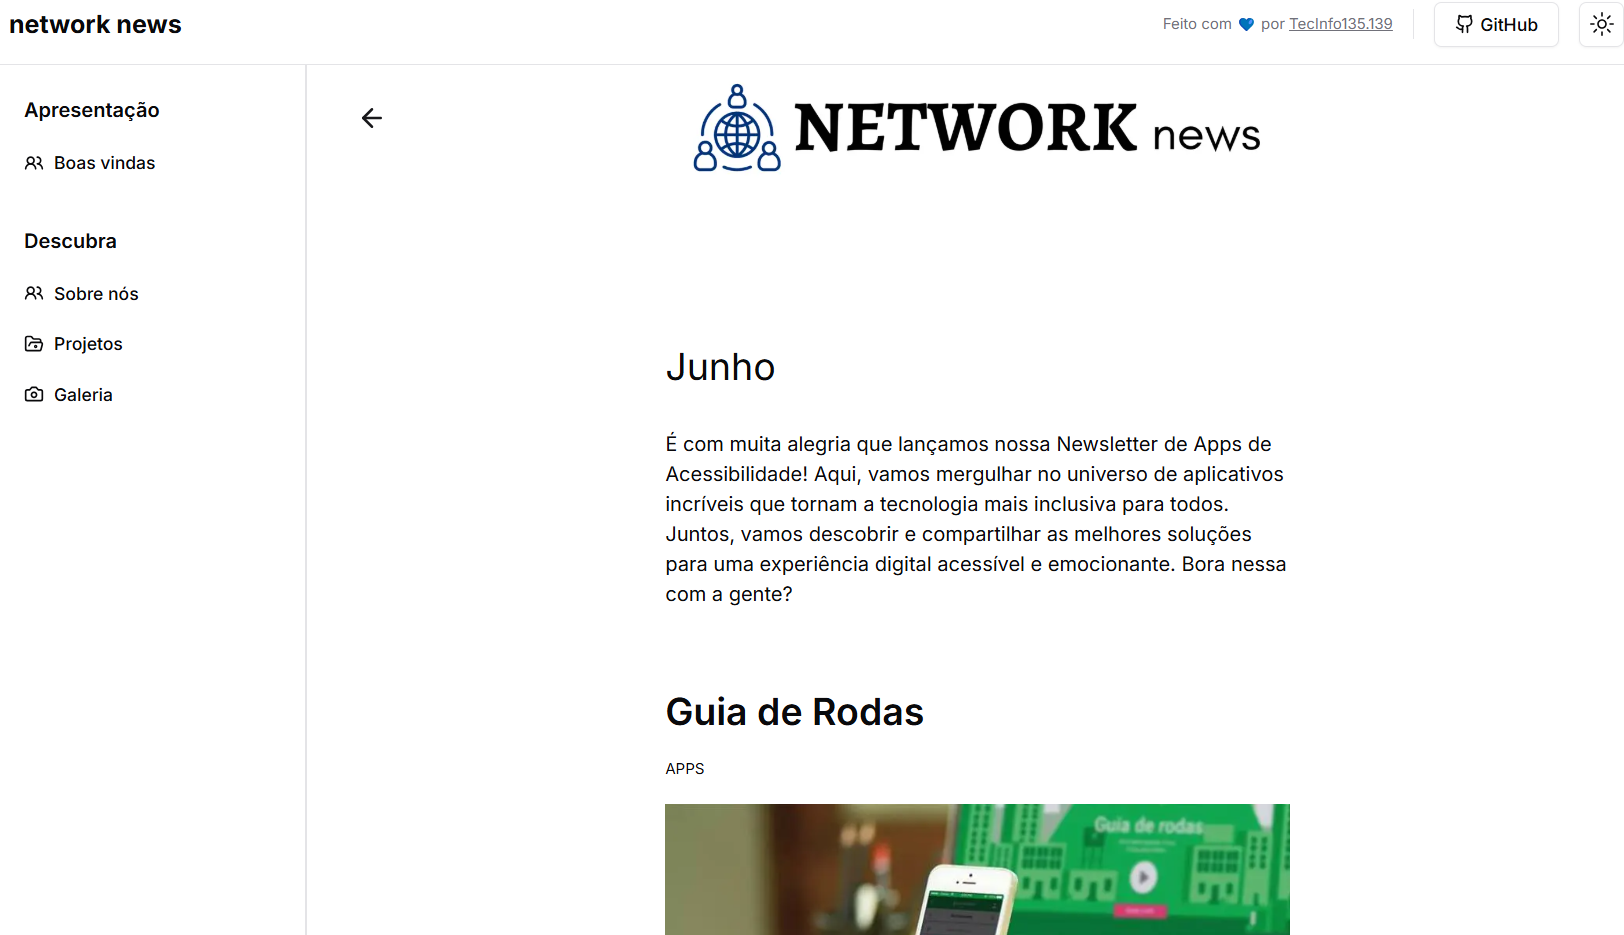 network news
Feito com 💙 por TecInfo135.139
GitHub
Apresentação
Boas vindas
Descubra
Sobre nós
Projetos
Galeria
NETWORK news
Junho
É com muita alegria que lançamos nossa Newsletter de Apps de
Acessibilidade! Aqui, vamos mergulhar no universo de aplicativos
incríveis que tornam a tecnologia mais inclusiva para todos.
Juntos, vamos descobrir e compartilhar as melhores soluções
para uma experiência digital acessível e emocionante. Bora nessa
com a gente?
Guia de Rodas
APPS
Guia de rodas